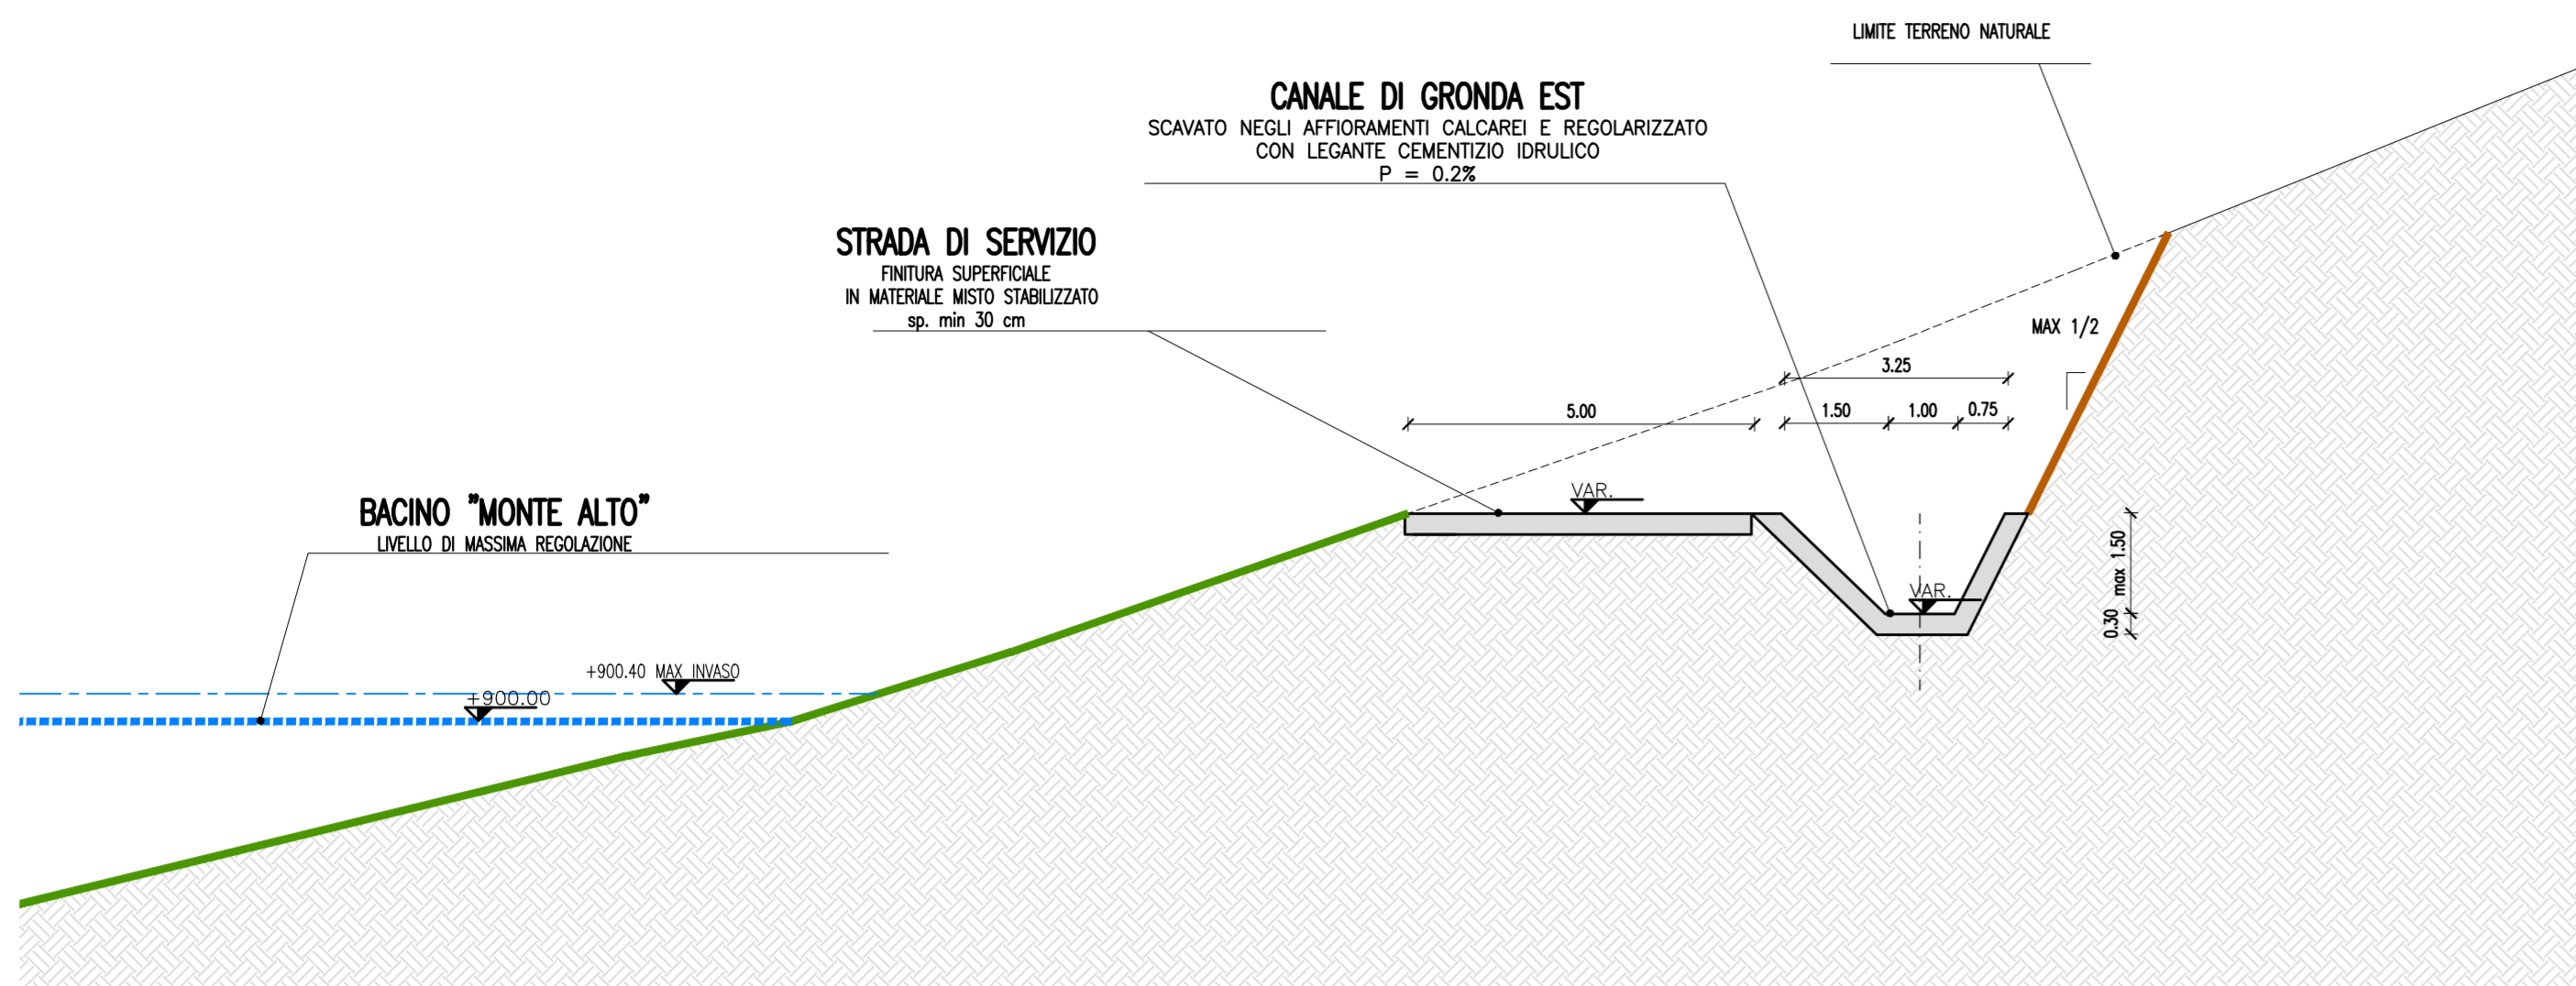 LIMITE TERRENO NATURALE
CANALE DI GRONDA EST
SCAVATO NEGLI AFFIORAMENTI CALCAREI E REGOLARIZZATO
CON LEGANTE CEMENTIZIO IDRULICO
P = 0.2%
STRADA DI SERVIZIO
FINITURA SUPERFICIALE
IN MATERIALE MISTO STABILIZZATO
sp. min 30 cm
MAX 1/2
3.25
5.00
1.50
1.00
0.75
BACINO "MONTE ALTO"
LIVELLO DI MASSIMA REGOLAZIONE
VAR.
VAR.
0.30
max 1.50
+900.40 MAX INVASO
+900.00